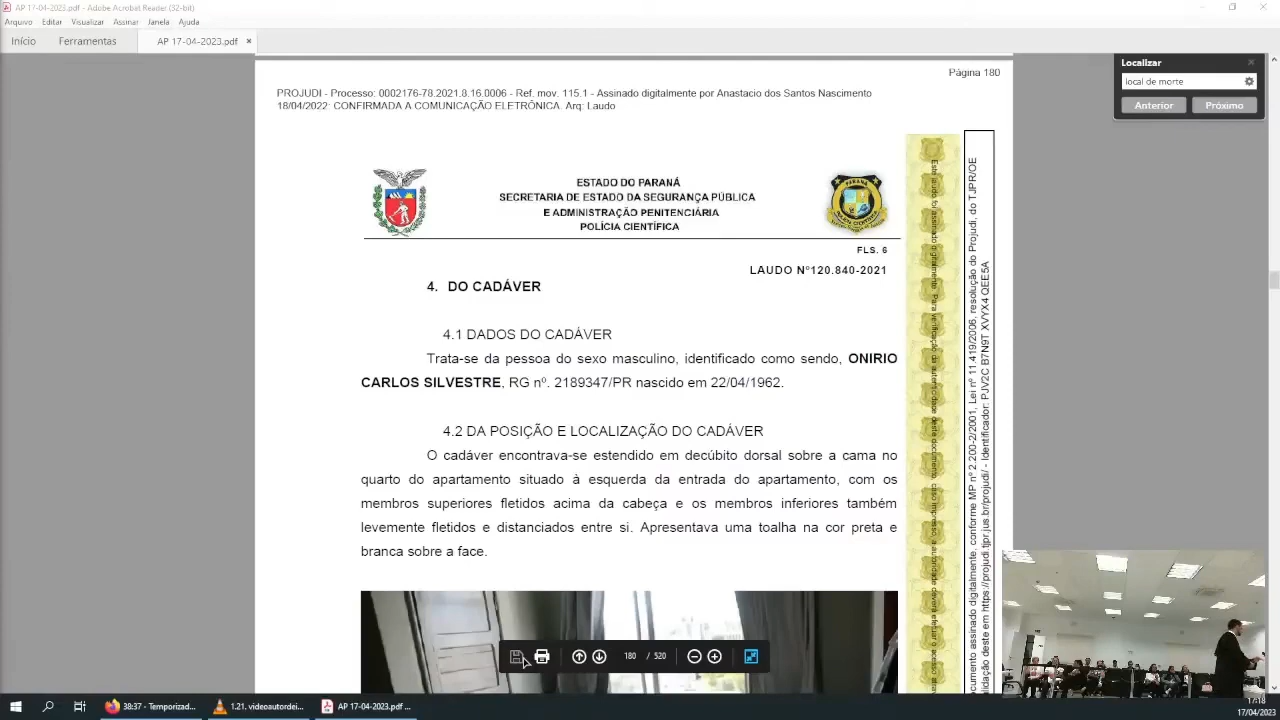 AP 17-04-2023.pdf - Adobe Acrobat Reader (32-bit)
Arquivo Editar Visualizar Assinar Janela Ajuda
Início Ferramentas AP 17-04-2023.pdf ×
Localizar
local de morte
Anterior Próximo
Página 180
PROJUDI - Processo: 0002176-78.2021.8.16.0006 - Ref. mov. 115.1 - Assinado digitalmente por Anastacio dos Santos Nascimento
18/04/2022: CONFIRMADA A COMUNICAÇÃO ELETRÔNICA. Arq: Laudo
ESTADO DO PARANÁ
SECRETARIA DE ESTADO DA SEGURANÇA PÚBLICA
E ADMINISTRAÇÃO PENITENCIÁRIA
POLÍCIA CIENTÍFICA
FLS. 6
LAUDO Nº120.840-2021
4. DO CADÁVER
4.1 DADOS DO CADÁVER
Trata-se da pessoa do sexo masculino, identificado como sendo, ONIRIO
CARLOS SILVESTRE, RG nº. 2189347/PR nascido em 22/04/1962.
4.2 DA POSIÇÃO E LOCALIZAÇÃO DO CADÁVER
O cadáver encontrava-se estendido em decúbito dorsal sobre a cama no
quarto do apartamento situado à esquerda da entrada do apartamento, com os
membros superiores fletidos acima da cabeça e os membros inferiores também
levemente fletidos e distanciados entre si. Apresentava uma toalha na cor preta e
branca sobre a face.
ocumento assinado digitalmente, conforme MP nº 2.200-2/2001, Lei nº 11.419/2006, resolução do Projudi, do TJPR/OE
alidação deste em https://projudi.tjpr.jus.br/projudi/ - Identificador: PJV2C B7N9T XVYX4 QEE5A
180 / 520
38:37 - Temporizad...
1.21. videoautordei...
AP 17-04-2023.pdf ...
17:18
17/04/2023